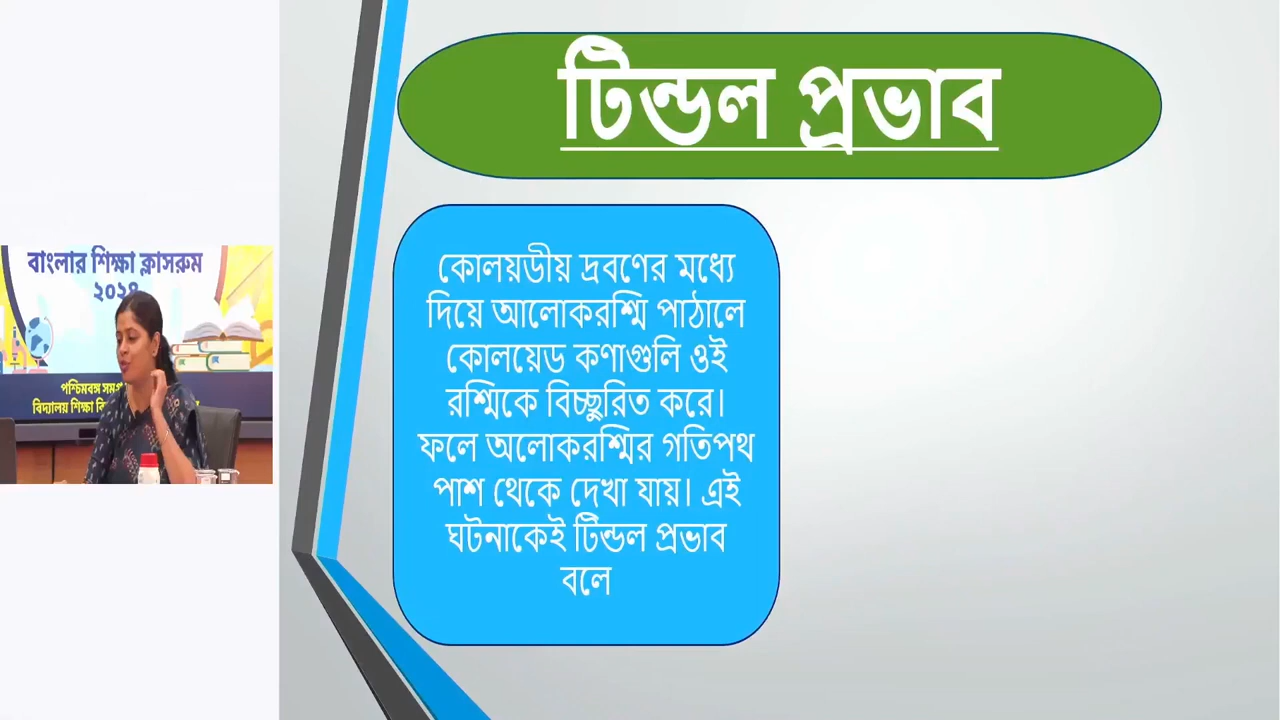 টিন্ডল প্রভাব
কোলয়ডীয় দ্রবণের মধ্যে
দিয়ে আলোকরশ্মি পাঠালে
কোলয়েড কণাগুলি ওই
রশ্মিকে বিচ্ছুরিত করে।
ফলে অলোকরশ্মির গতিপথ
পাশ থেকে দেখা যায়। এই
ঘটনাকেই টিন্ডল প্রভাব
বলে
বাংলার শিক্ষা ক্লাসরুম
২০২৪
পশ্চিমবঙ্গ
বিদ্যালয় শিক্ষা